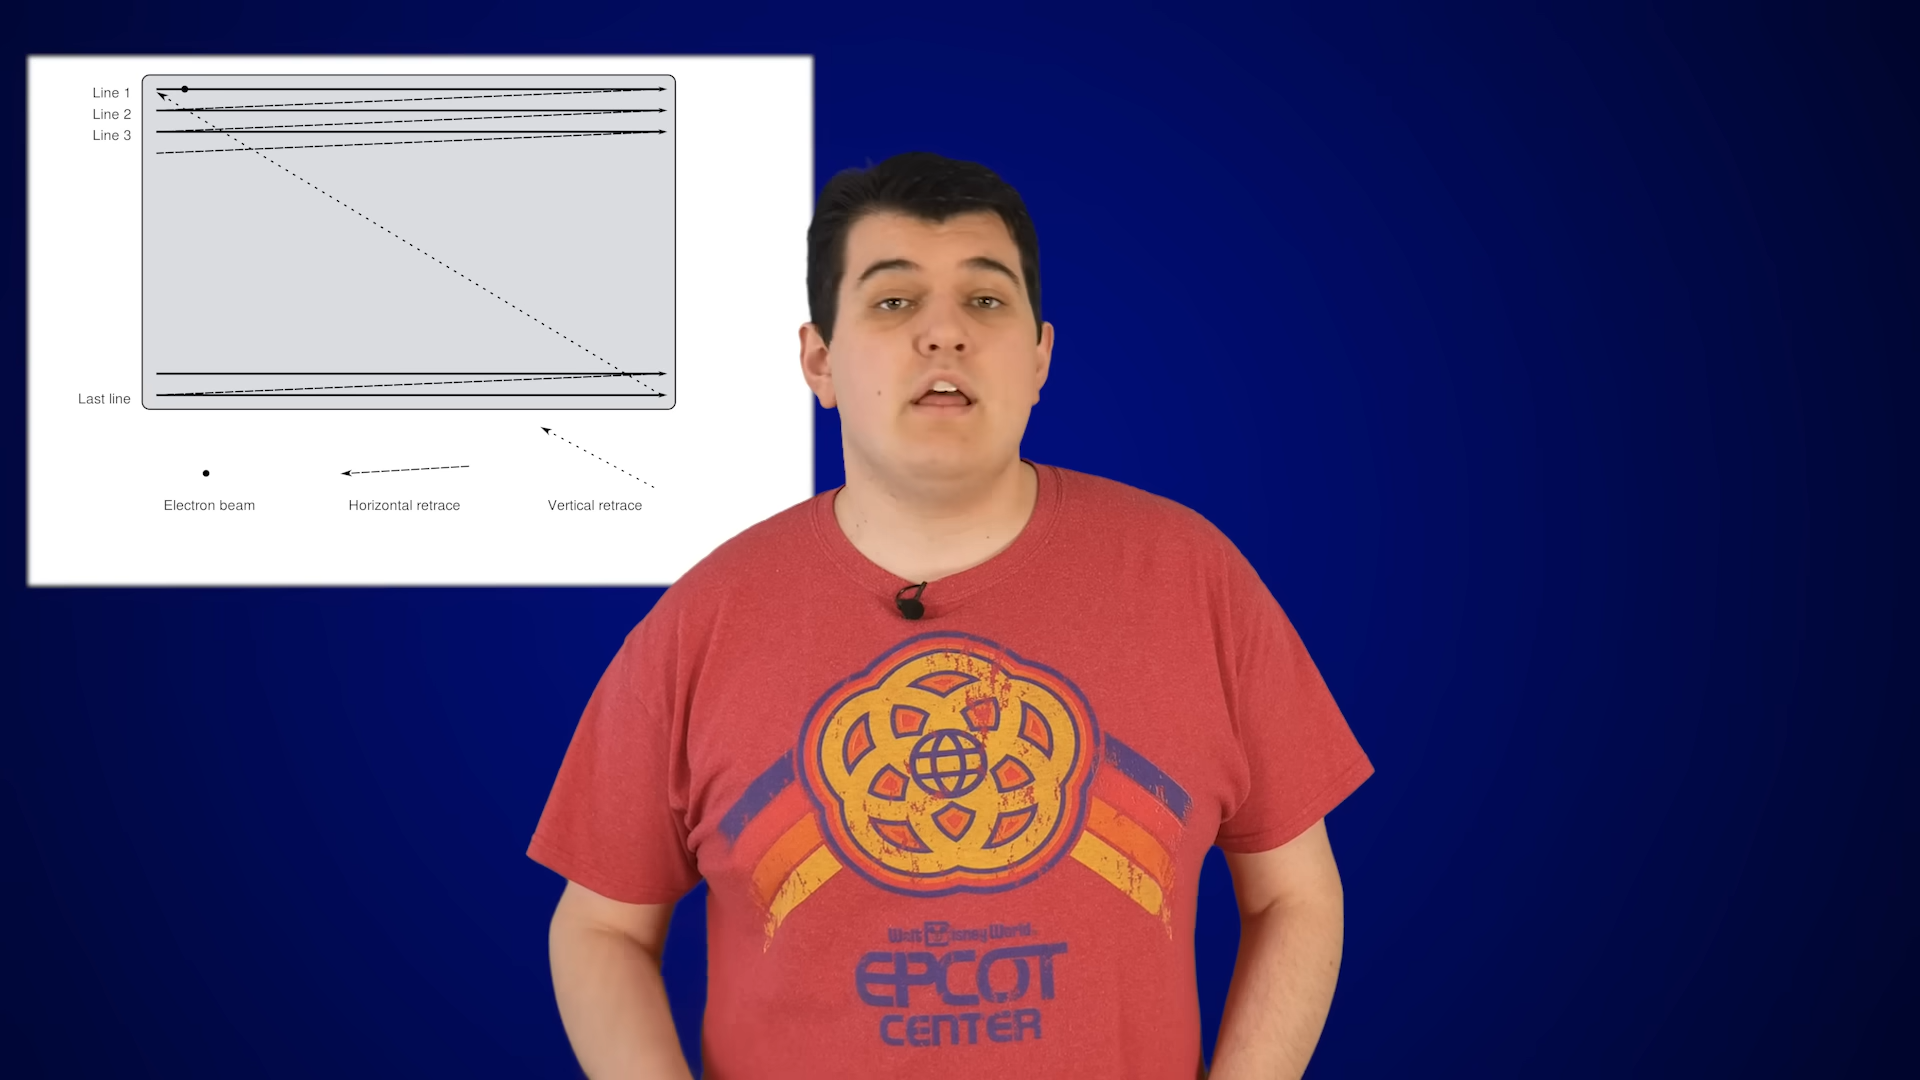 Line 1
Line 2
Line 3
Last line
Electron beam
Horizontal retrace
Vertical retrace
Walt Disney World
EPCOT
CENTER